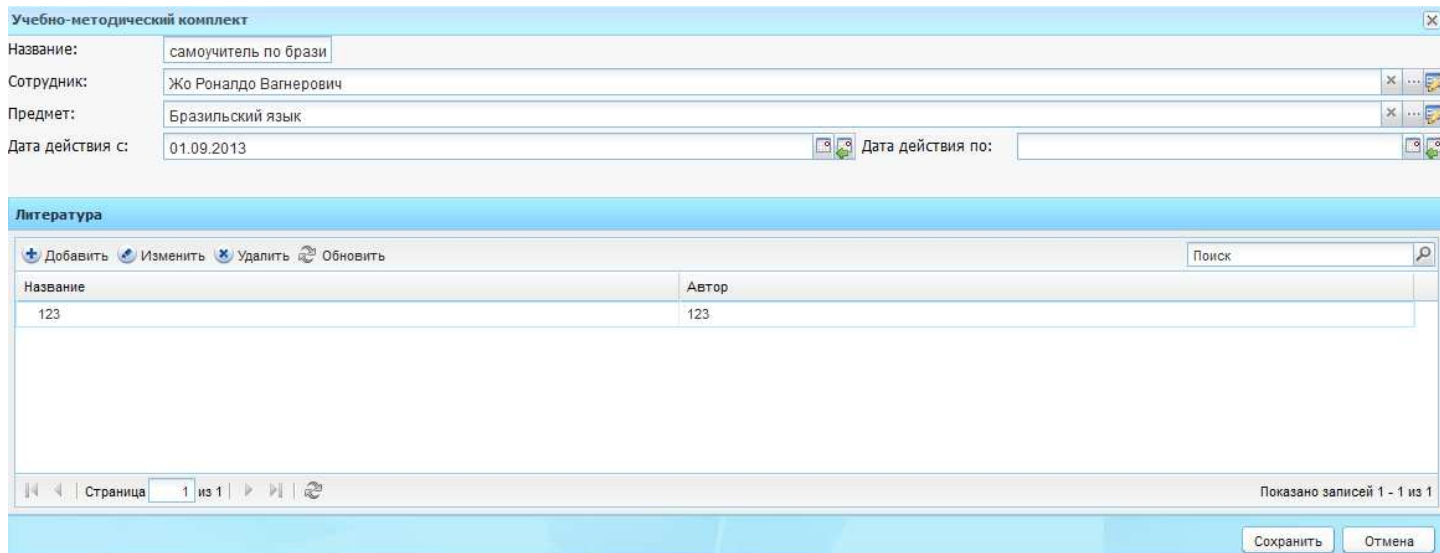 Учебно-методический комплект
Название: самоучитель по брази
Сотрудник: Жо Роналдо Вагнерович
Предмет: Бразильский язык
Дата действия с: 01.09.2013 Дата действия по:
Литература
Добавить Изменить Удалить Обновить Поиск
Название Автор
123 123
Страница 1 из 1 Показано записей 1 - 1 из 1
Сохранить Отмена